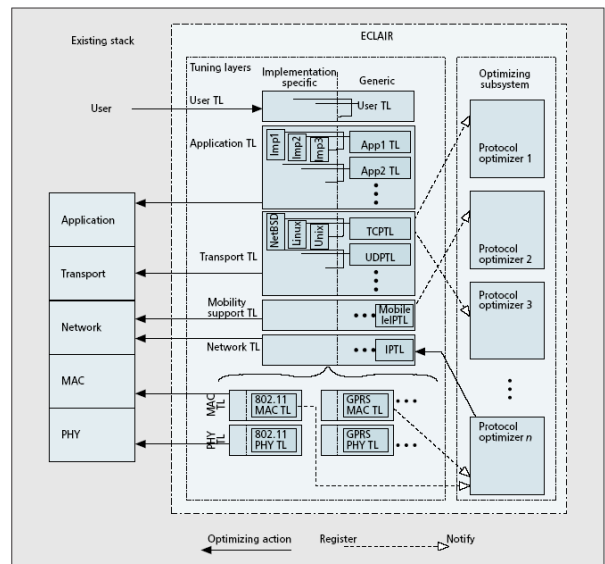 Existing stack
ECLAIR
Tuning layers
Implementation
specific
Generic
Optimizing
subsystem
User
User TL
User TL
Application TL
Imp1
Imp2
Imp3
App1 TL
App2 TL
Protocol
optimizer 1
Application
Transport
Network
MAC
PHY
Transport TL
NetBSD
Linux
Unix
TCPTL
UDPTL
Protocol
optimizer 2
Mobility
support TL
Mobile
IeIPTL
Protocol
optimizer 3
Network TL
IPTL
MAC
TL
802.11
MAC TL
GPRS
MAC TL
PHY
TL
802.11
PHY TL
GPRS
PHY TL
Protocol
optimizer n
Optimizing action
Register
Notify